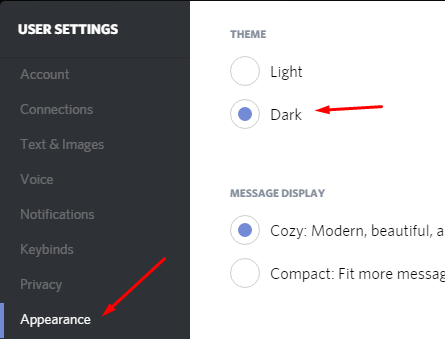 USER SETTINGS
Account
Connections
Text & Images
Voice
Notifications
Keybinds
Privacy
Appearance
THEME
Light
Dark
MESSAGE DISPLAY
Cozy: Modern, beautiful, a
Compact: Fit more messag